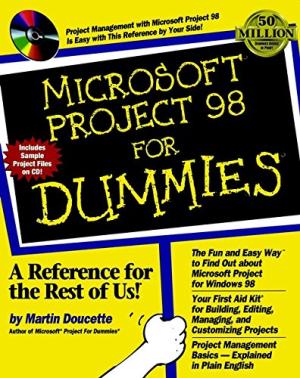 Project Management with Microsoft Project 98
Is Easy with This Reference by Your Side!
50
MILLION
MICROSOFT®
PROJECT 98
FOR
DUMMIES®
Includes
Sample
Project Files
on CD!
A Reference for
the Rest of Us!®
by Martin Doucette
Author of Microsoft® Project For Dummies®
The Fun and Easy Way™
to Find Out about
Microsoft Project
for Windows 98
Your First Aid Kit®
for Building, Editing,
Managing, and
Customizing Projects
Project Management
Basics — Explained
in Plain English